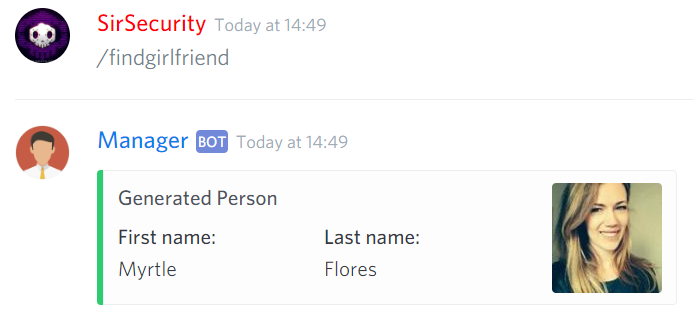 SirSecurity Today at 14:49
/findgirlfriend
Manager BOT Today at 14:49
Generated Person
First name: Last name:
Myrtle Flores